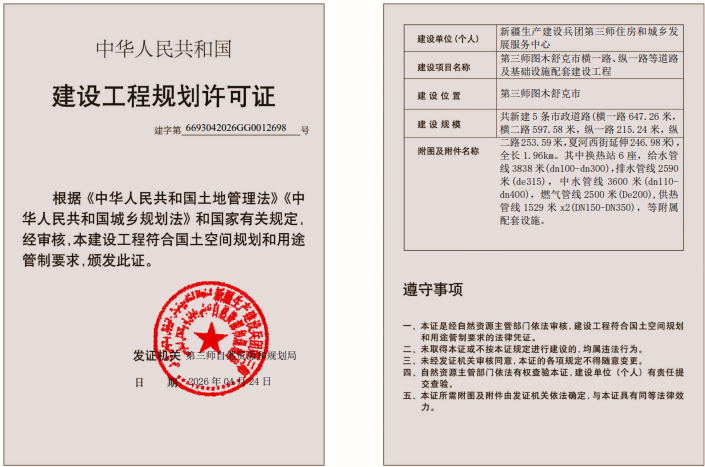 中华人民共和国
建设工程规划许可证
建字第 6693042026GG0012698 号
根据《中华人民共和国土地管理法》《中
华人民共和国城乡规划法》和国家有关规定，
经审核，本建设工程符合国土空间规划和用途
管制要求，颁发此证。
发证机关 第三师自然资源和规划局
日 期 2026 年 04 月 24 日
建设单位(个人) 新疆生产建设兵团第三师住房和城乡发
展服务中心
建设项目名称 第三师图木舒克市横一路、纵一路等道路
及基础设施配套建设工程
建设位置 第三师图木舒克市
建设规模 共新建 5 条市政道路(横一路 647.26 米,
横二路 597.58 米, 纵一路 215.24 米, 纵
附图及附件名称 二路 253.59 米, 夏河西街延伸 246.98 米),
全长 1.96km。其中换热站 6 座, 给水管
线 3838 米(dn100-dn300), 排水管线 2590
米(de315), 中水管线 3600 米(dn110-
dn400), 燃气管线 2500 米(De200), 供热
管线 1529 米 x2(DN150-DN350), 等附属
配套设施。
遵守事项
一、本证是经自然资源主管部门依法审核，建设工程符合国土空间规划
和用途管制要求的法律凭证。
二、未取得本证或不按本证规定进行建设的，均属违法行为。
三、未经发证机关审核同意，本证的各项规定不得随意变更。
四、自然资源主管部门依法有权查验本证，建设单位（个人）有责任提
交查验。
五、本证所需附图及附件由发证机关依法确定，与本证具有同等法律效
力。